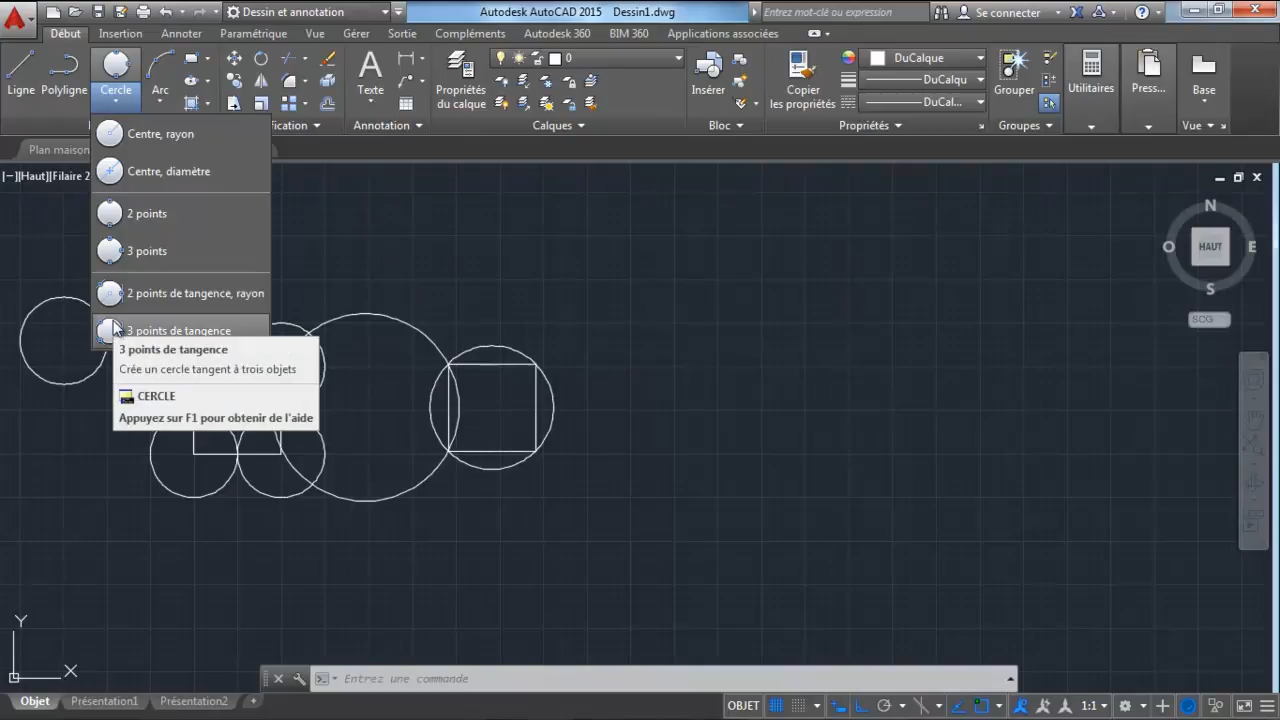 Dessin et annotation
Autodesk AutoCAD 2015 Dessin1.dwg
Entrez mot-clé ou expression
Se connecter
Début Insertion Annoter Paramétrique Vue Gérer Sortie Compléments Autodesk 360 BIM 360 Applications associées
Ligne
Polyligne
Cercle
Arc
Texte
Propriétés
du calque
0
Insérer
Copier
les propriétés
DuCalque
DuCalqu
DuCal...
Grouper
Utilitaires
Press...
Base
ication
Annotation
Calques
Bloc
Propriétés
Groupes
Vue
Plan maison
[−][Haut][Filaire 2
Centre, rayon
Centre, diamètre
2 points
3 points
2 points de tangence, rayon
3 points de tangence
3 points de tangence
Crée un cercle tangent à trois objets
CERCLE
Appuyez sur F1 pour obtenir de l'aide
N
O
HAUT
E
S
SCG
Y
X
Entrez une commande
Objet
Présentation1
Présentation2
+
OBJET
1:1